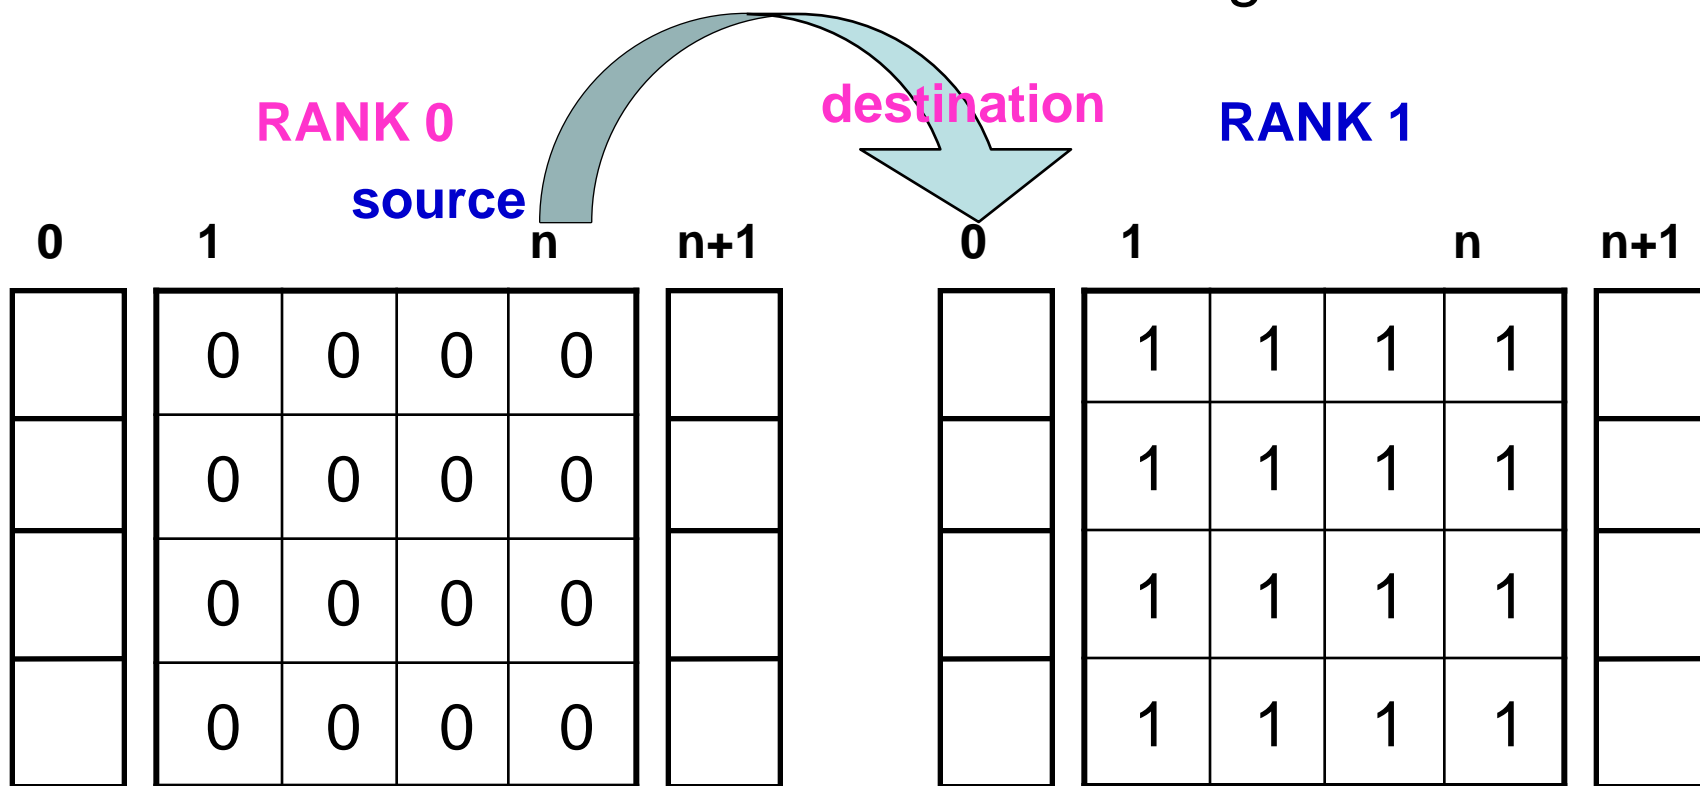 g
destination
RANK 0 RANK 1
source
0 1 n n+1 0 1 n n+1
0 0 0 0 1 1 1 1
0 0 0 0 1 1 1 1
0 0 0 0 1 1 1 1
0 0 0 0 1 1 1 1